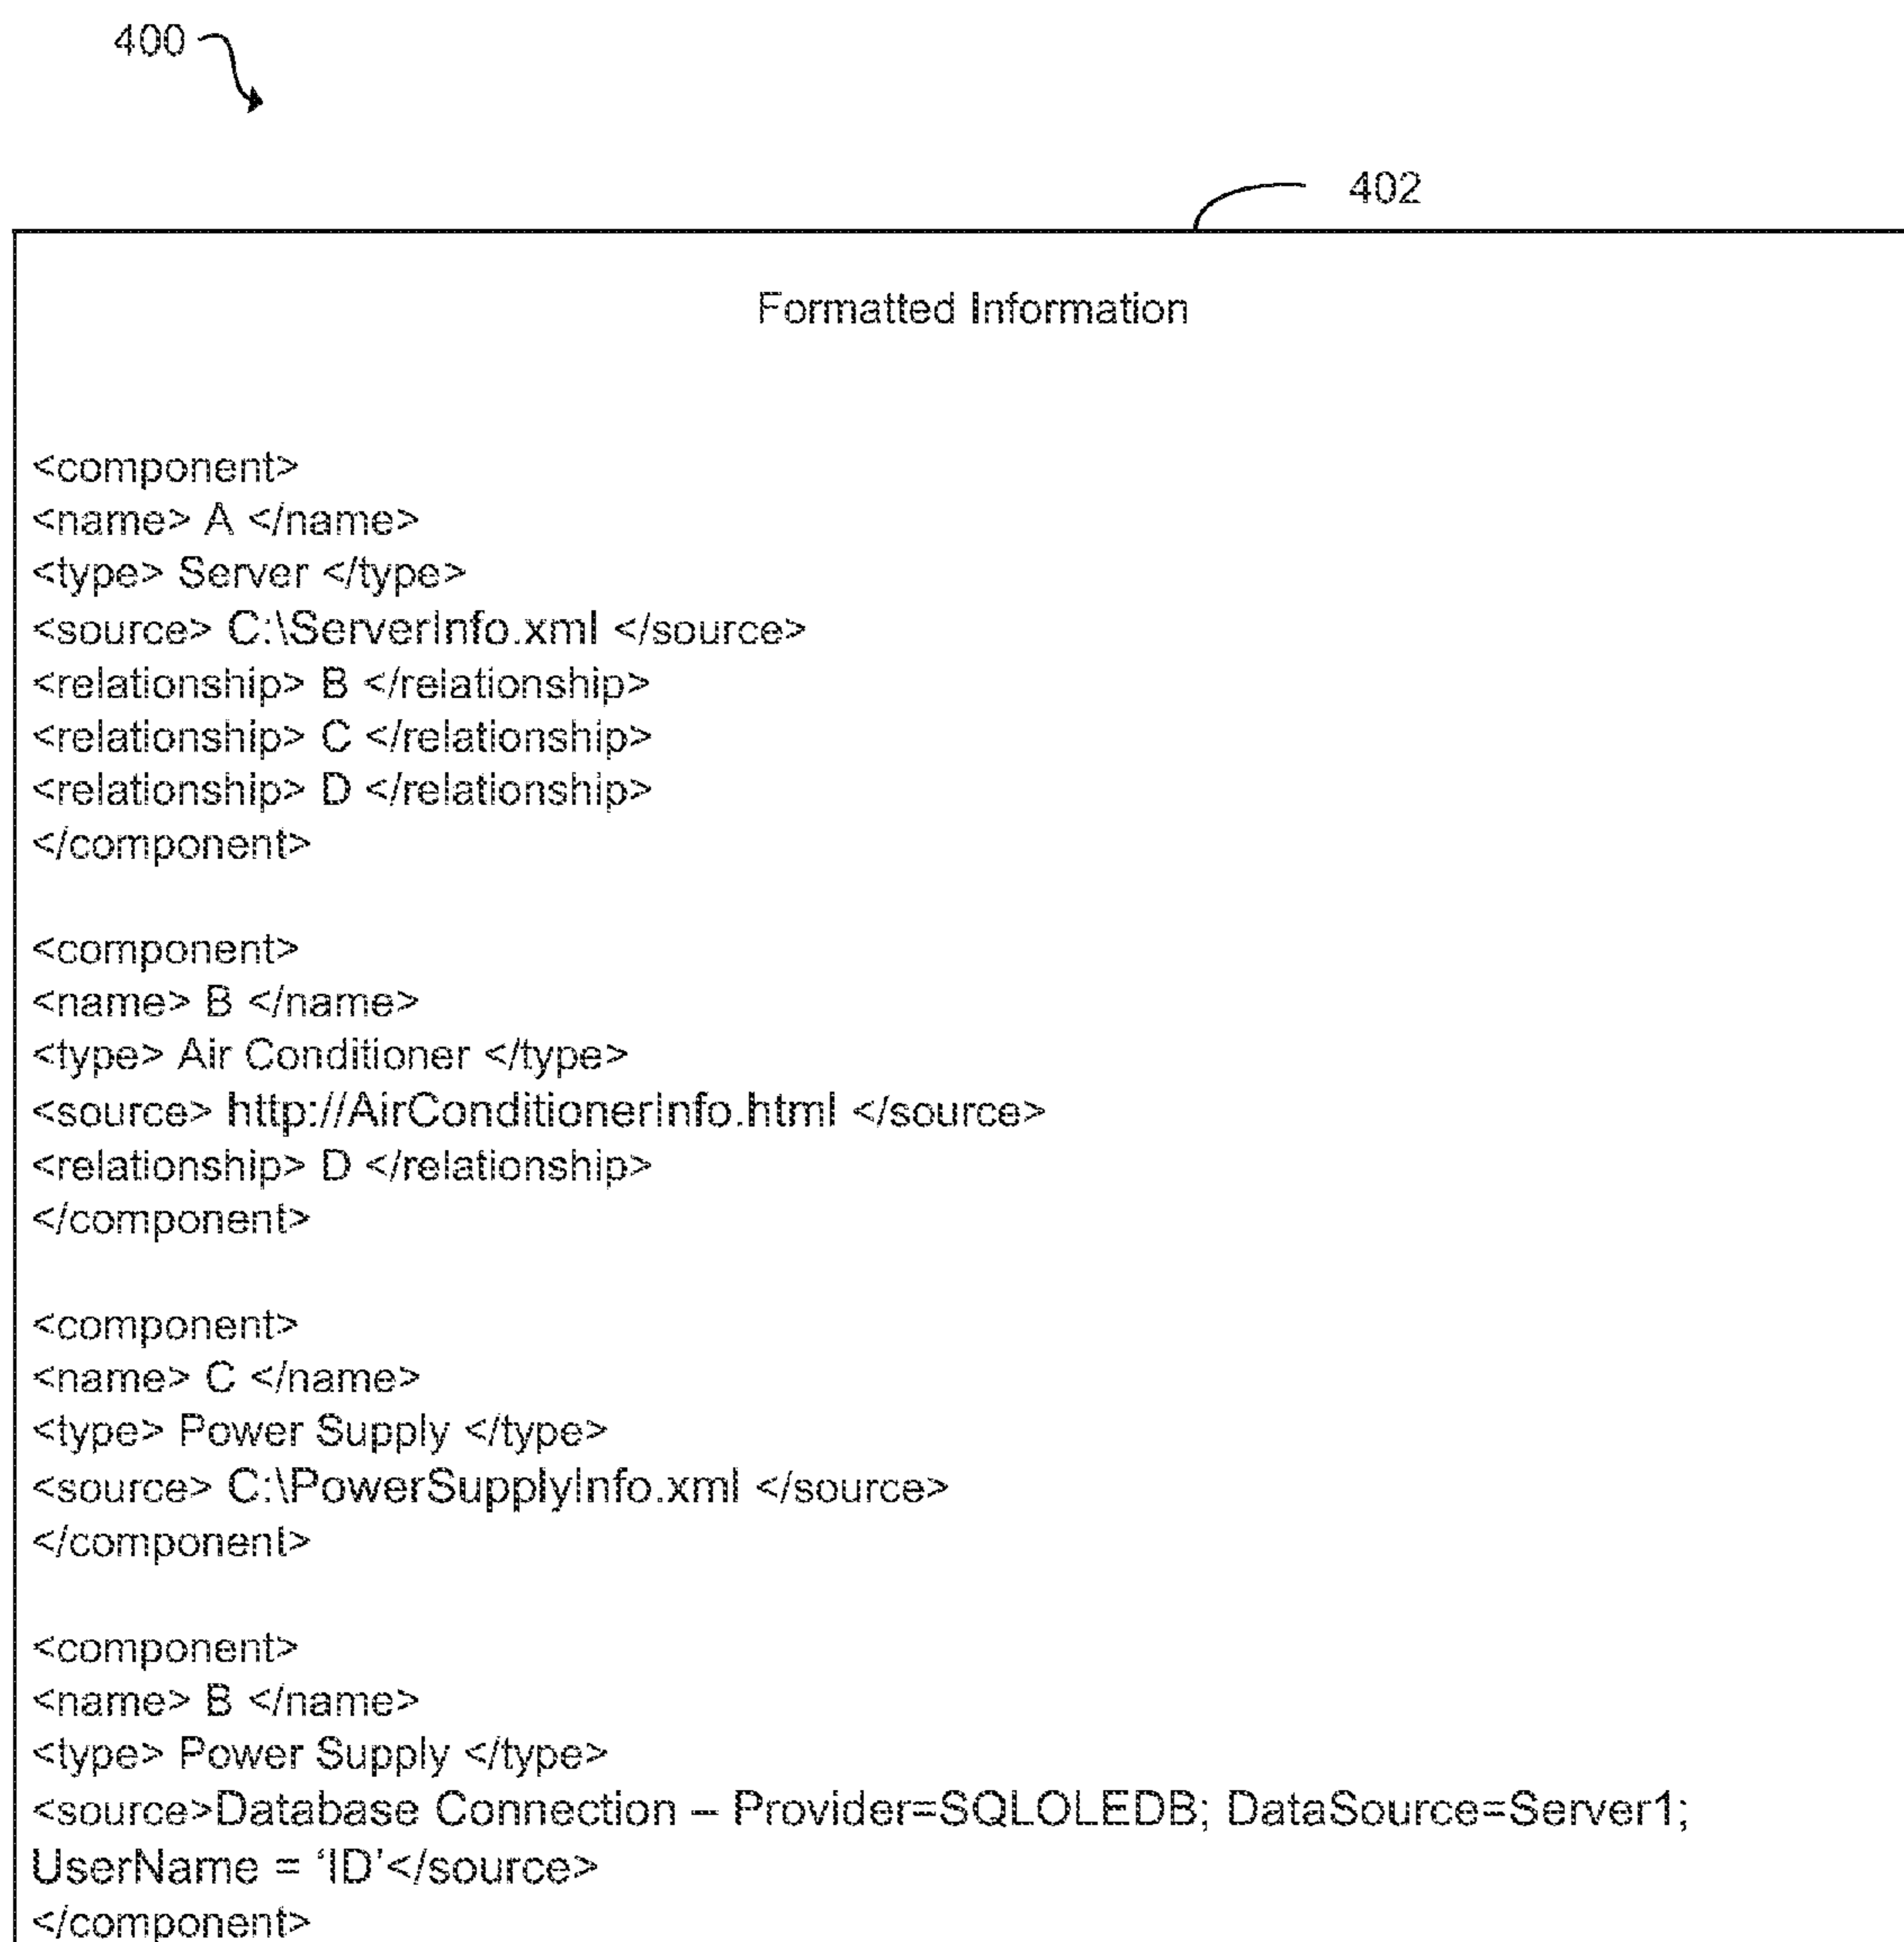 400
402
Formatted Information
<component>
<name> A </name>
<type> Server </type>
<source> C:\ServerInfo.xml </source>
<relationship> B </relationship>
<relationship> C </relationship>
<relationship> D </relationship>
</component>
<component>
<name> B </name>
<type> Air Conditioner </type>
<source> http://AirConditionerInfo.html </source>
<relationship> D </relationship>
</component>
<component>
<name> C </name>
<type> Power Supply </type>
<source> C:\PowerSupplyInfo.xml </source>
</component>
<component>
<name> B </name>
<type> Power Supply </type>
<source>Database Connection – Provider=SQLOLEDB; DataSource=Server1;
UserName = ‘ID’</source>
</component>